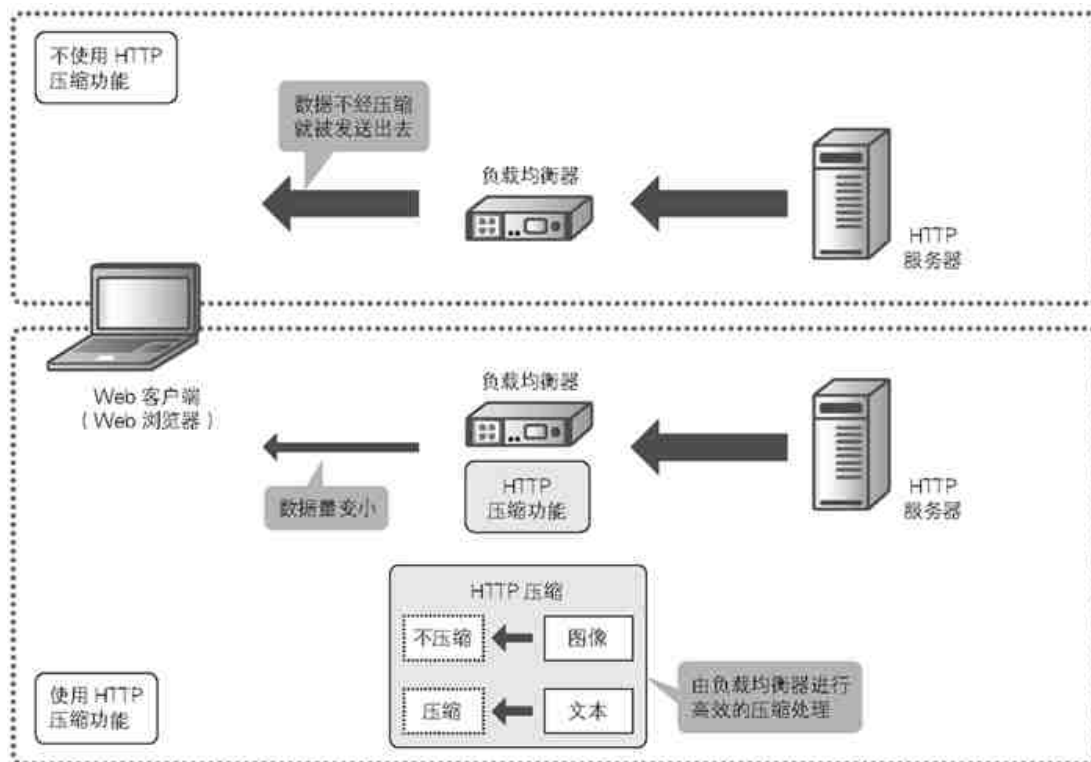 不使用 HTTP
压缩功能
数据不经压缩
就被发送出去
负载均衡器
HTTP
服务器
Web 客户端
（Web 浏览器）
负载均衡器
数据量变小
HTTP
压缩功能
HTTP
服务器
HTTP 压缩
不压缩
图像
压缩
文本
由负载均衡器进行
高效的压缩处理
使用 HTTP
压缩功能